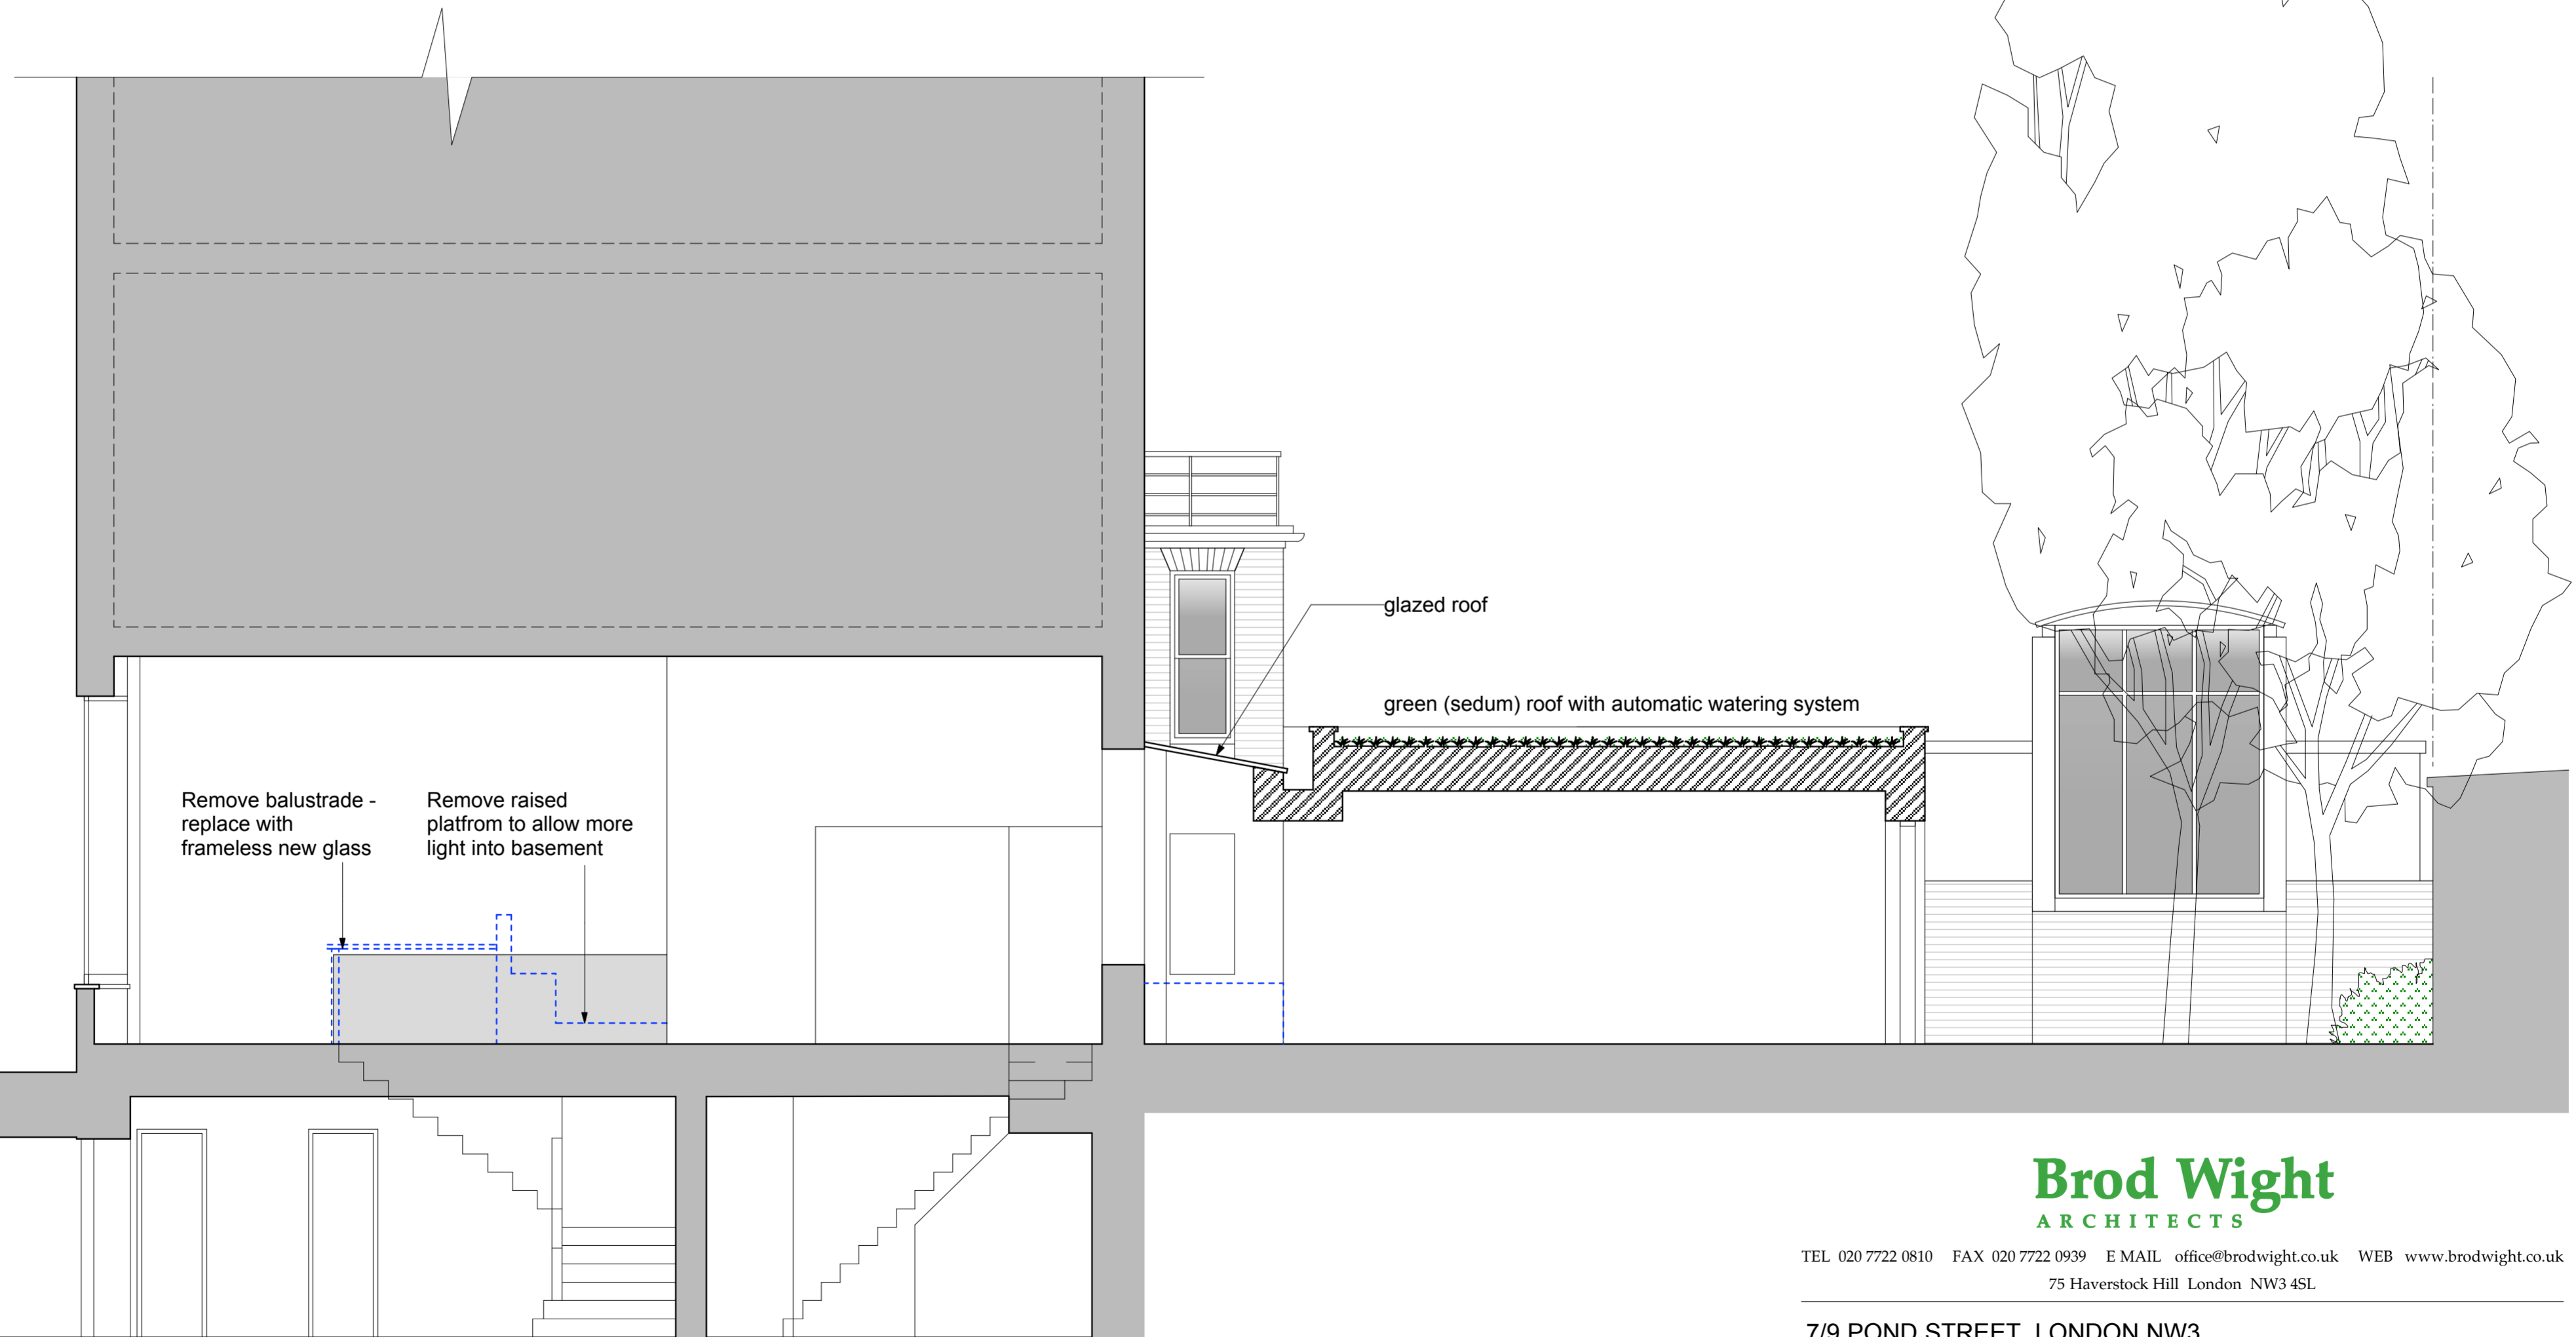 glazed roof
green (sedum) roof with automatic watering system
Remove balustrade -
replace with
frameless new glass
Remove raised
platfrom to allow more
light into basement
Brod Wight
ARCHITECTS
TEL 020 7722 0810 FAX 020 7722 0939 E MAIL office@brodwight.co.uk WEB www.brodwight.co.uk
75 Haverstock Hill London NW3 4SL
7/9 POND STREET, LONDON NW3